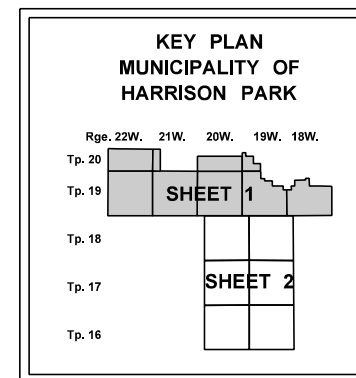 KEY PLAN
MUNICIPALITY OF
HARRISON PARK
Rge. 22W. 21W. 20W. 19W. 18W.
Tp. 20
Tp. 19
SHEET 1
Tp. 18
Tp. 17
SHEET 2
Tp. 16